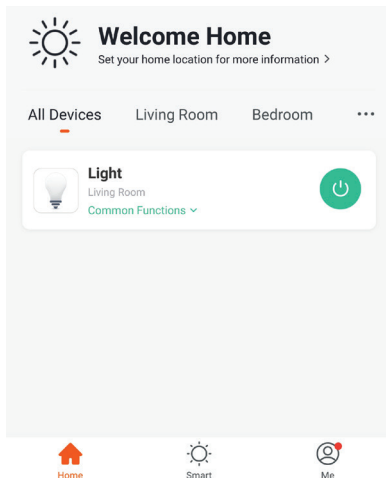 Welcome Home
Set your home location for more information >
All Devices Living Room Bedroom ...
Light
Living Room
Common Functions
Home Smart Me